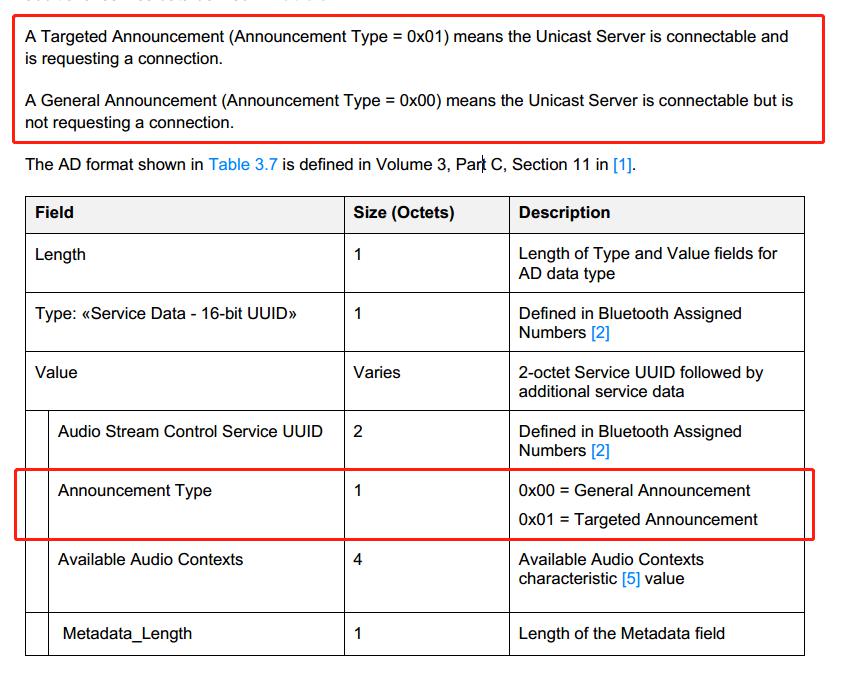 A Targeted Announcement (Announcement Type = 0x01) means the Unicast Server is connectable and
is requesting a connection.
A General Announcement (Announcement Type = 0x00) means the Unicast Server is connectable but is
not requesting a connection.
The AD format shown in Table 3.7 is defined in Volume 3, Part C, Section 11 in [1].
Field Size (Octets) Description
Length 1 Length of Type and Value fields for
AD data type
Type: «Service Data - 16-bit UUID» 1 Defined in Bluetooth Assigned
Numbers [2]
Value Varies 2-octet Service UUID followed by
additional service data
Audio Stream Control Service UUID 2 Defined in Bluetooth Assigned
Numbers [2]
Announcement Type 1 0x00 = General Announcement
0x01 = Targeted Announcement
Available Audio Contexts 4 Available Audio Contexts
characteristic [5] value
Metadata_Length 1 Length of the Metadata field